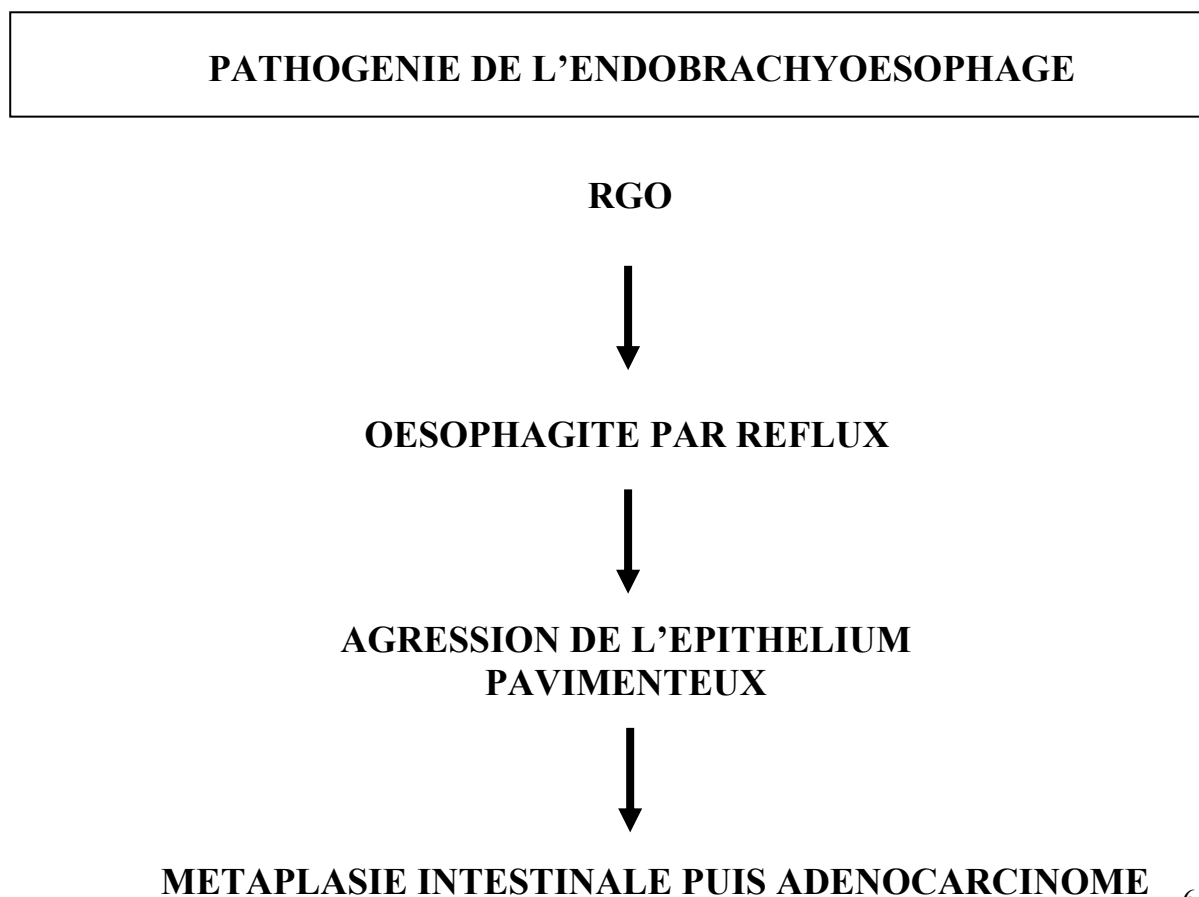 PATHOGENIE DE L’ENDOBRACHYOESOPHAGE
RGO
OESOPHAGITE PAR REFLUX
AGRESSION DE L’EPITHELIUM
PAVIMENTEUX
METAPLASIE INTESTINALE PUIS ADENOCARCINOME